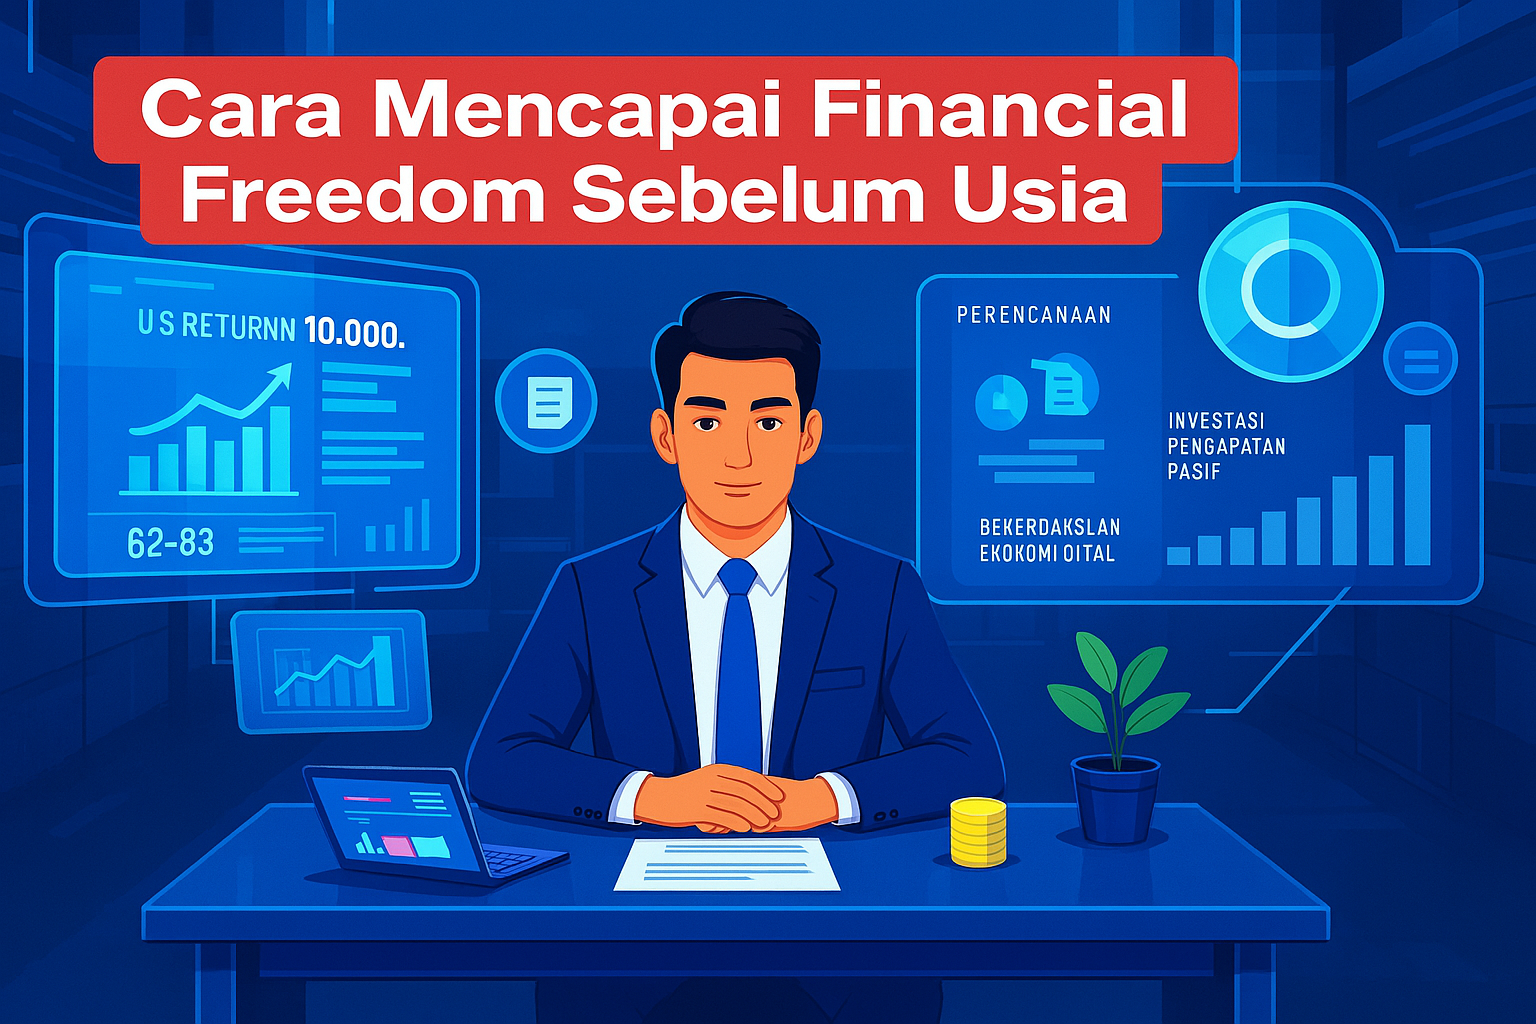 Cara Mencapai Financial
Freedom Sebelum Usia
US RETURNN 10.000.
62-83
PERENCANAAN
INVESTASI
PENGAPATAN
PASIF
BEKERDAKSLAN
EKOKOMI OITAL